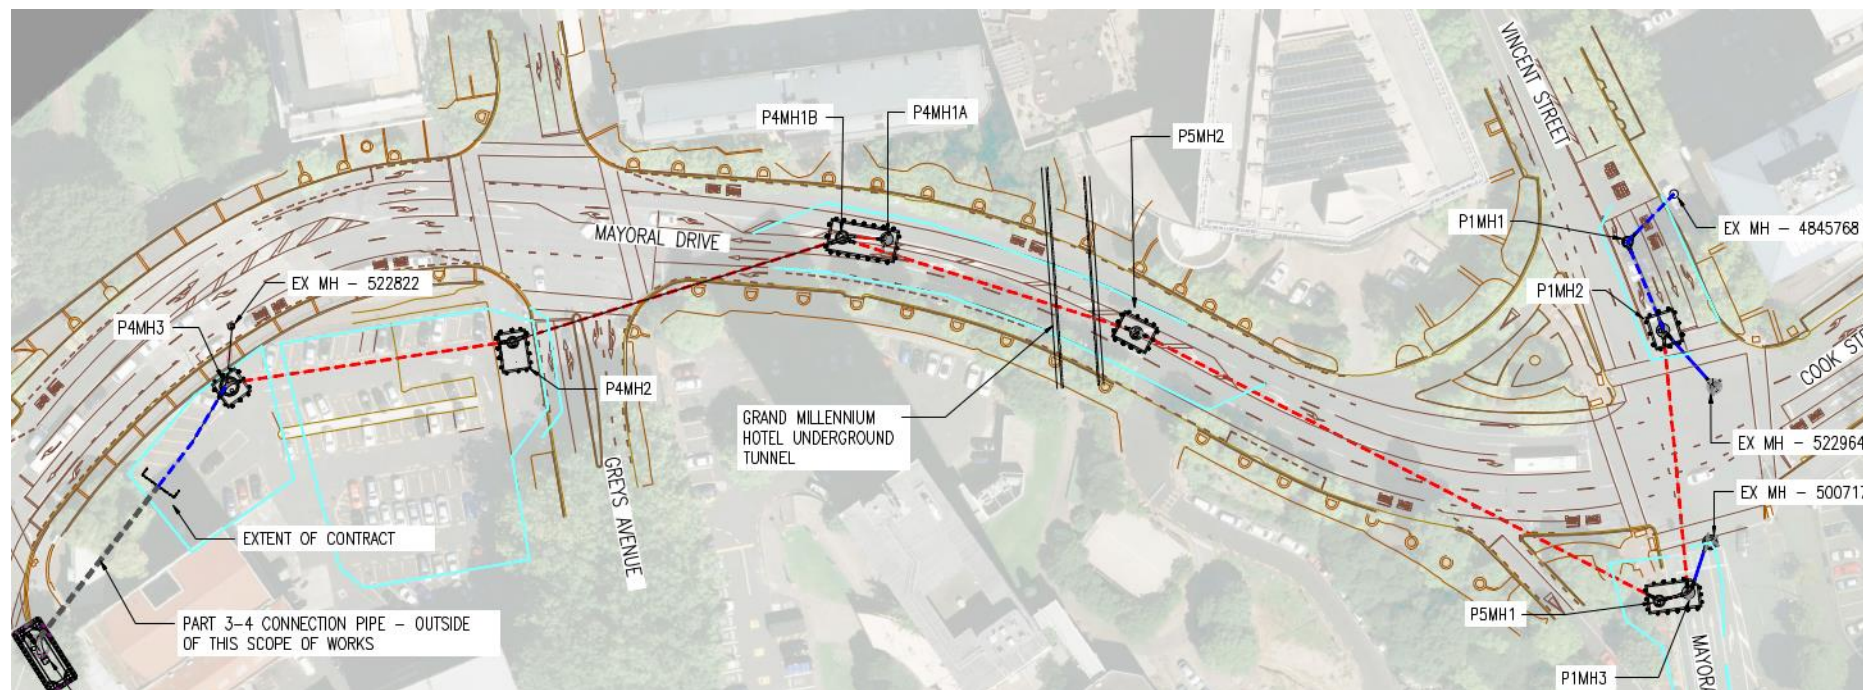 VINCENT STREET
P4MH1B
P4MH1A
P5MH2
P1MH1
EX MH - 4845768
MAYORAL DRIVE
EX MH - 522822
P1MH2
P4MH3
COOK ST
P4MH2
GRAND MILLENNIUM
HOTEL UNDERGROUND
TUNNEL
EX MH - 522964
GREYS AVENUE
EX MH - 500717
EXTENT OF CONTRACT
PART 3-4 CONNECTION PIPE - OUTSIDE
OF THIS SCOPE OF WORKS
P5MH1
MAYORA
P1MH3